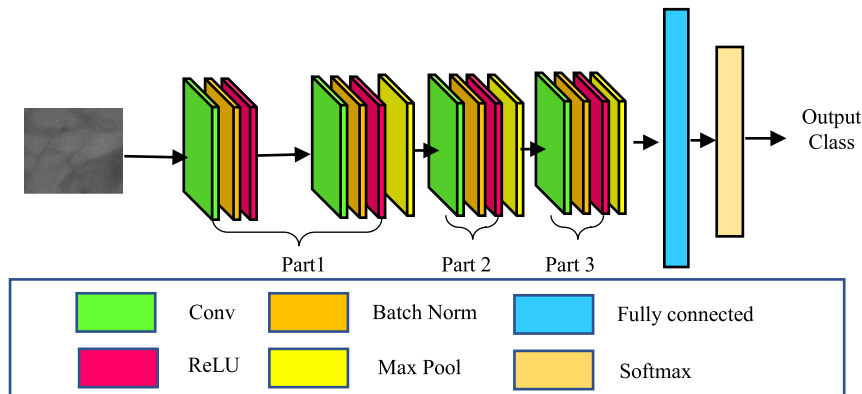 Output
Class
Part1
Part 2
Part 3
Conv
Batch Norm
Fully connected
ReLU
Max Pool
Softmax